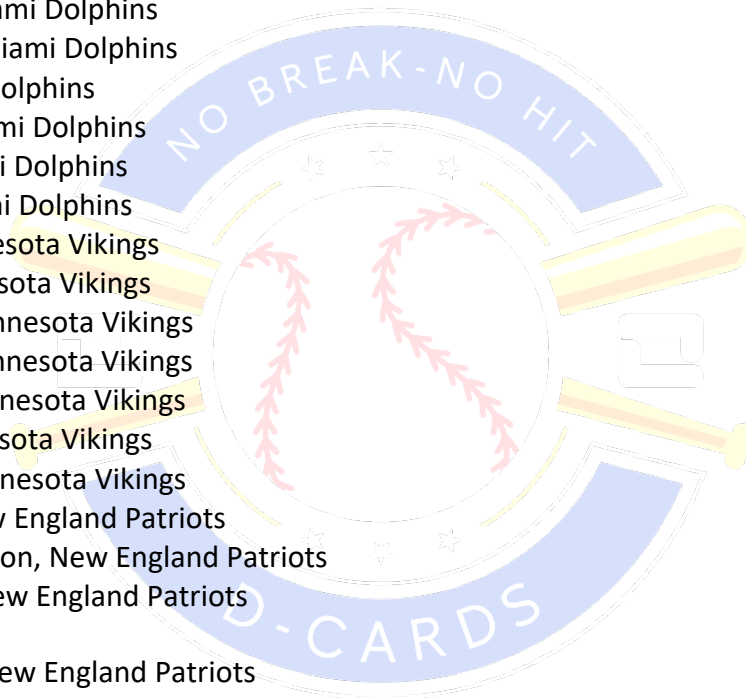 ami Dolphins
iami Dolphins
olphins
mi Dolphins
i Dolphins
ni Dolphins
esota Vikings
sota Vikings
nnesota Vikings
nnesota Vikings
nesota Vikings
sota Vikings
nnesota Vikings
w England Patriots
on, New England Patriots
ew England Patriots
New England Patriots
NO BREAK-NO HIT
D-CARDS